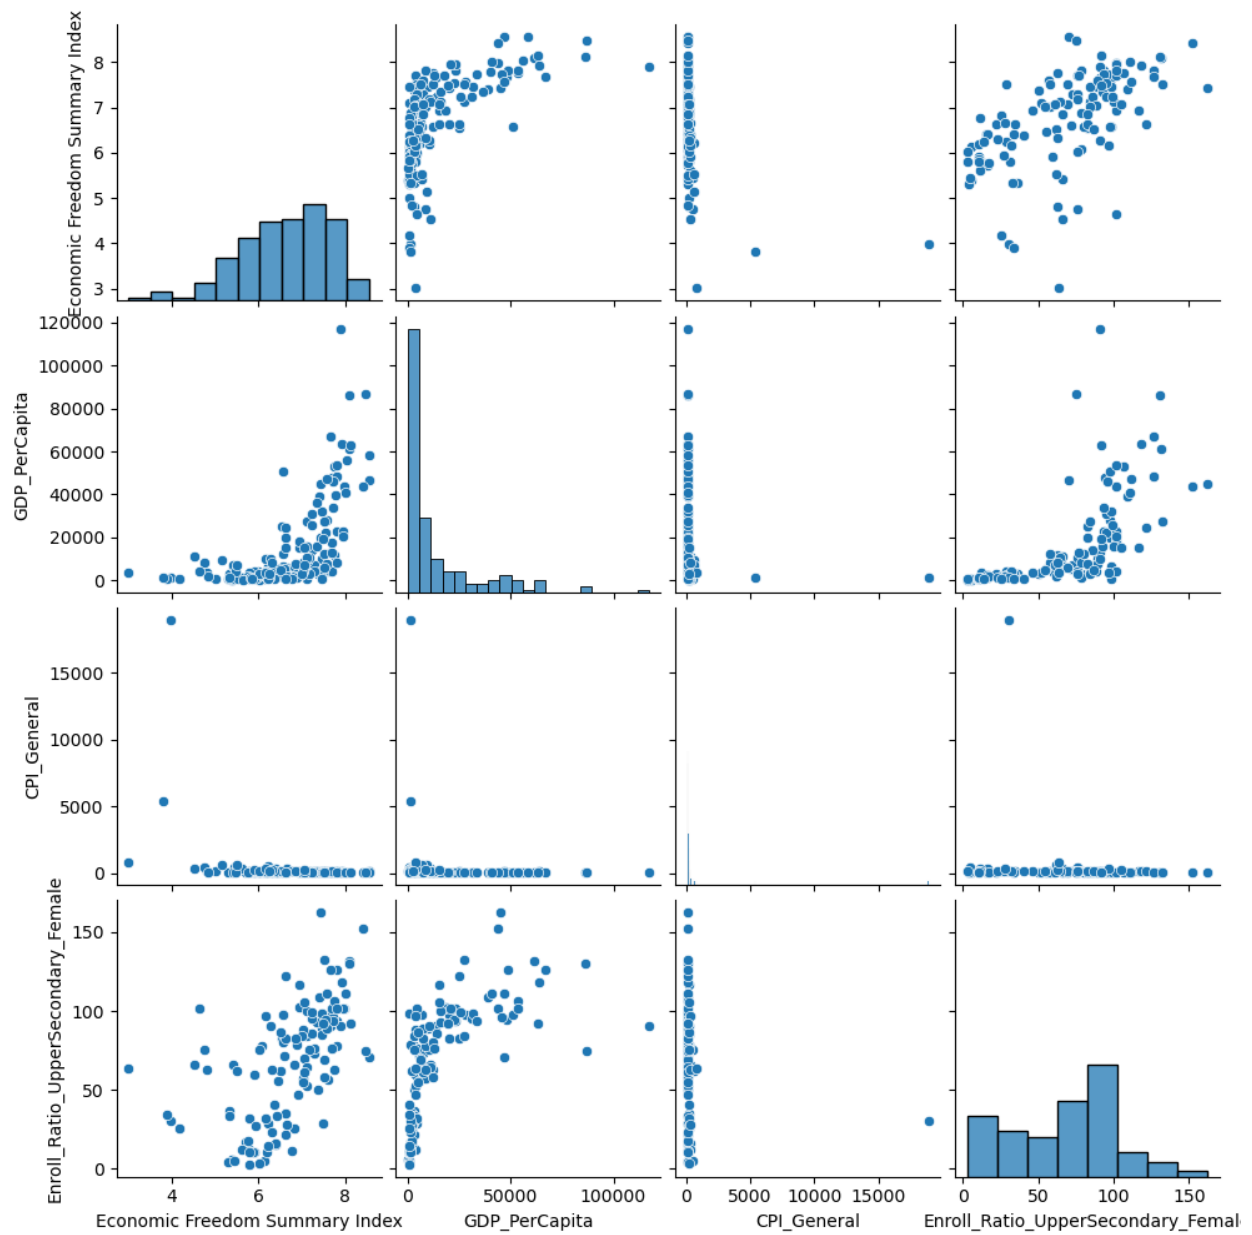 Economic Freedom Summary Index
8
7
6
5
4
3
GDP_PerCapita
120000
100000
80000
60000
40000
20000
0
CPI_General
15000
10000
5000
0
Enroll_Ratio_UpperSecondary_Female
150
100
50
0
4 6 8
0 50000 100000
0 5000 10000 15000
0 50 100 150
Economic Freedom Summary Index
GDP_PerCapita
CPI_General
Enroll_Ratio_UpperSecondary_Femal